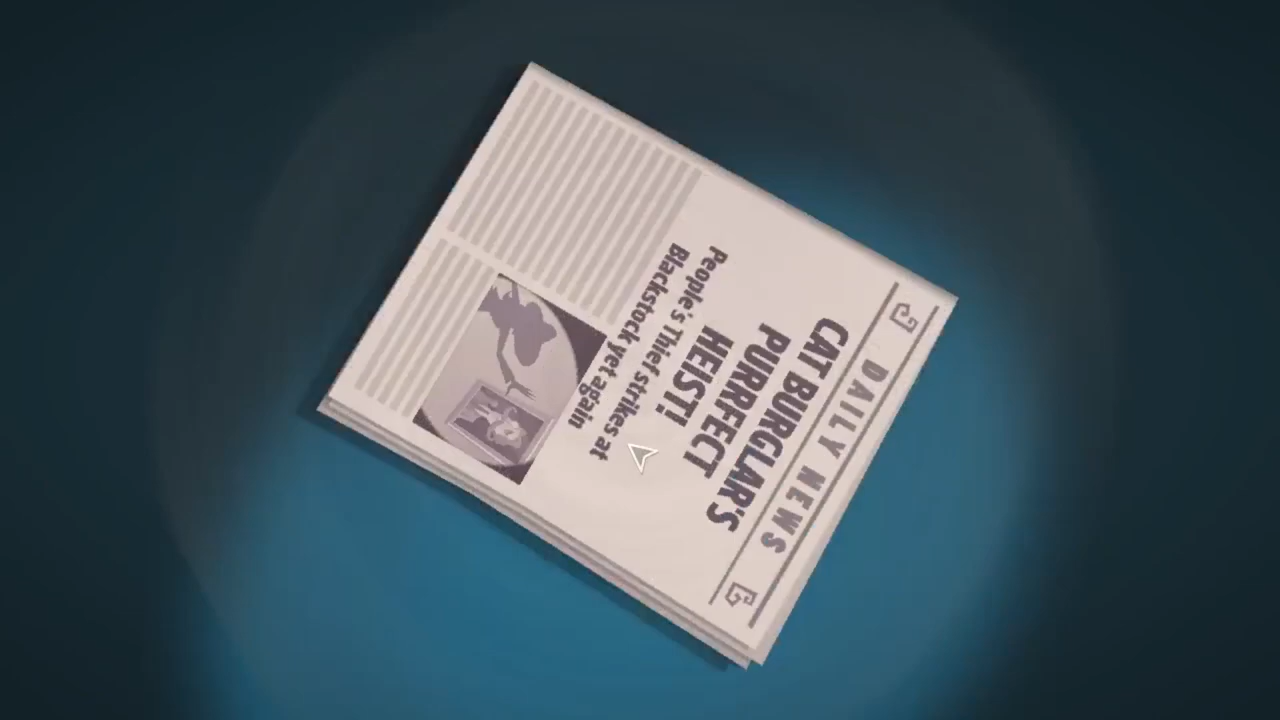 DAILY NEWS
CAT BURGLAR'S
PURRFECT
HEIST!
People's Thief strikes at
Blackstock yet again